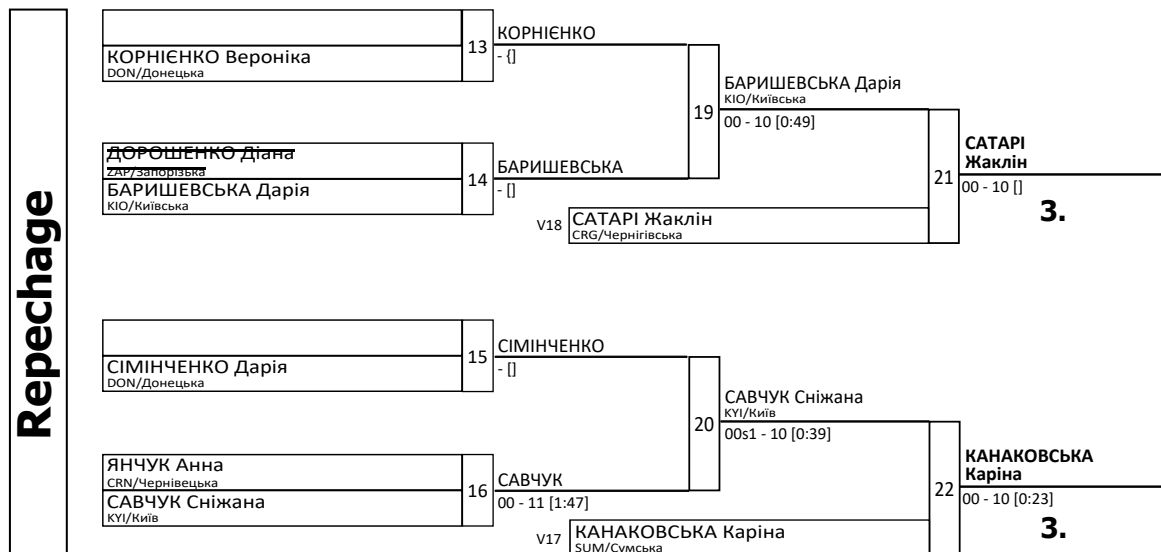 Repechage
КОРНІЄНКО Вероніка
DON/Донецька
13
КОРНІЄНКО
- {]
ДОРОШЕНКО Діана
ZAP/Запорізька
БАРИШЕВСЬКА Дарія
KIO/Київська
14
БАРИШЕВСЬКА
- []
19
БАРИШЕВСЬКА Дарія
KIO/Київська
00 - 10 [0:49]
V18
САТАРІ Жаклін
CRG/Чернігівська
21
САТАРІ
Жаклін
00 - 10 []
3.
СІМІНЧЕНКО Дарія
DON/Донецька
15
СІМІНЧЕНКО
- []
ЯНЧУК Анна
CRN/Чернівецька
САВЧУК Сніжана
KYI/Київ
16
САВЧУК
00 - 11 [1:47]
20
САВЧУК Сніжана
KYI/Київ
00s1 - 10 [0:39]
V17
КАНАКОВСЬКА Каріна
SUM/Сумська
22
КАНАКОВСЬКА
Каріна
00 - 10 [0:23]
3.